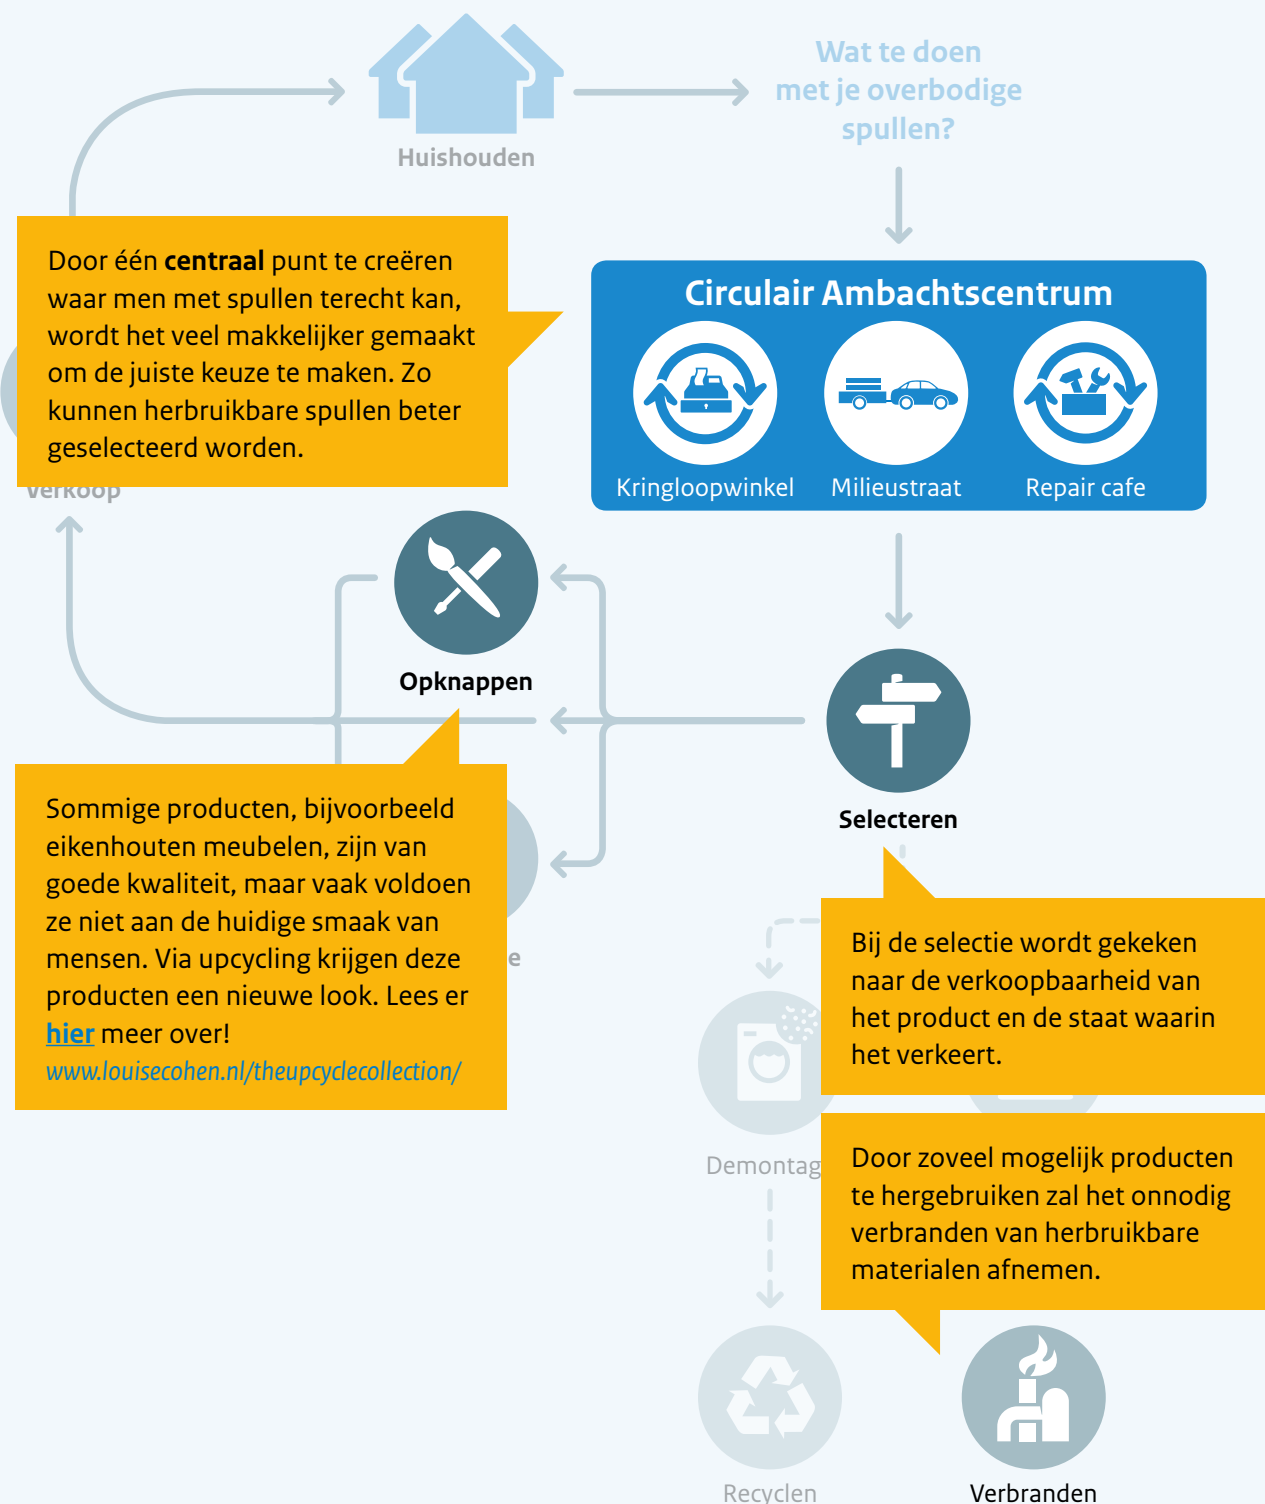 Wat te doen
met je overbodige
spullen?
Huishouden
Door één centraal punt te creëren
waar men met spullen terecht kan,
wordt het veel makkelijker gemaakt
om de juiste keuze te maken. Zo
kunnen herbruikbare spullen beter
geselecteerd worden.
Circulair Ambachtscentrum
Kringloopwinkel
Milieustraat
Repair cafe
Verkoop
Opknappen
Selecteren
Sommige producten, bijvoorbeeld
eikenhouten meubelen, zijn van
goede kwaliteit, maar vaak voldoen
ze niet aan de huidige smaak van
mensen. Via upcycling krijgen deze
producten een nieuwe look. Lees er
hier meer over!
www.louisecohen.nl/theupcyclecollection/
e
Bij de selectie wordt gekeken
naar de verkoopbaarheid van
het product en de staat waarin
het verkeert.
Demontag
Door zoveel mogelijk producten
te hergebruiken zal het onnodig
verbranden van herbruikbare
materialen afnemen.
Recyclen
Verbranden